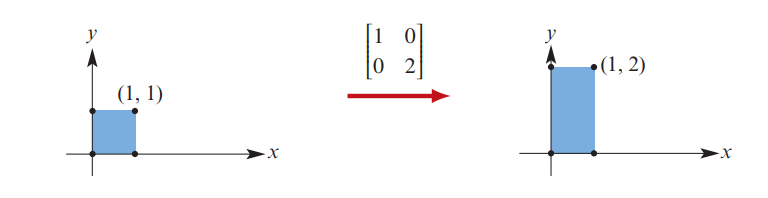 y
(1, 1)
x
[1 0]
[0 2]
y
(1, 2)
x